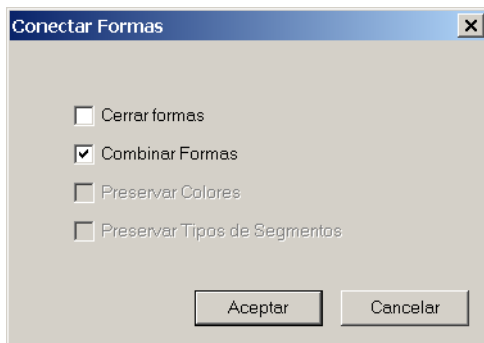 Conectar Formas
Cerrar formas
Combinar Formas
Preservar Colores
Preservar Tipos de Segmentos
Aceptar Cancelar